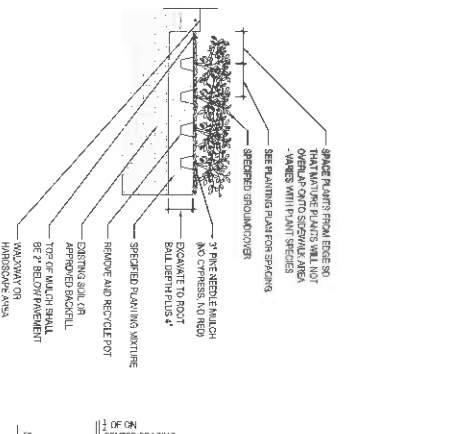 SPACE PLANTS FROM EDGE SO
THAT MATURE PLANTS WILL NOT
OVERLAP ONTO SIDEWALK AREA
- VARIES WITH PLANT SPECIES
SEE PLANTING PLAN FOR SPACING
SPECIFIED GROUNDCOVER
3" PINE NEEDLE MULCH
(NO CYPRESS, NO RED)
EXCAVATE TO ROOT
BALL DEPTH PLUS 4"
SPECIFIED PLANTING MIXTURE
REMOVE AND RECYCLE POT
EXISTING SOIL OR
APPROVED BACKFILL
TOP OF MULCH SHALL
BE 2" BELOW PAVEMENT
WALKWAY OR
HARDSCAPE AREA
OF ON